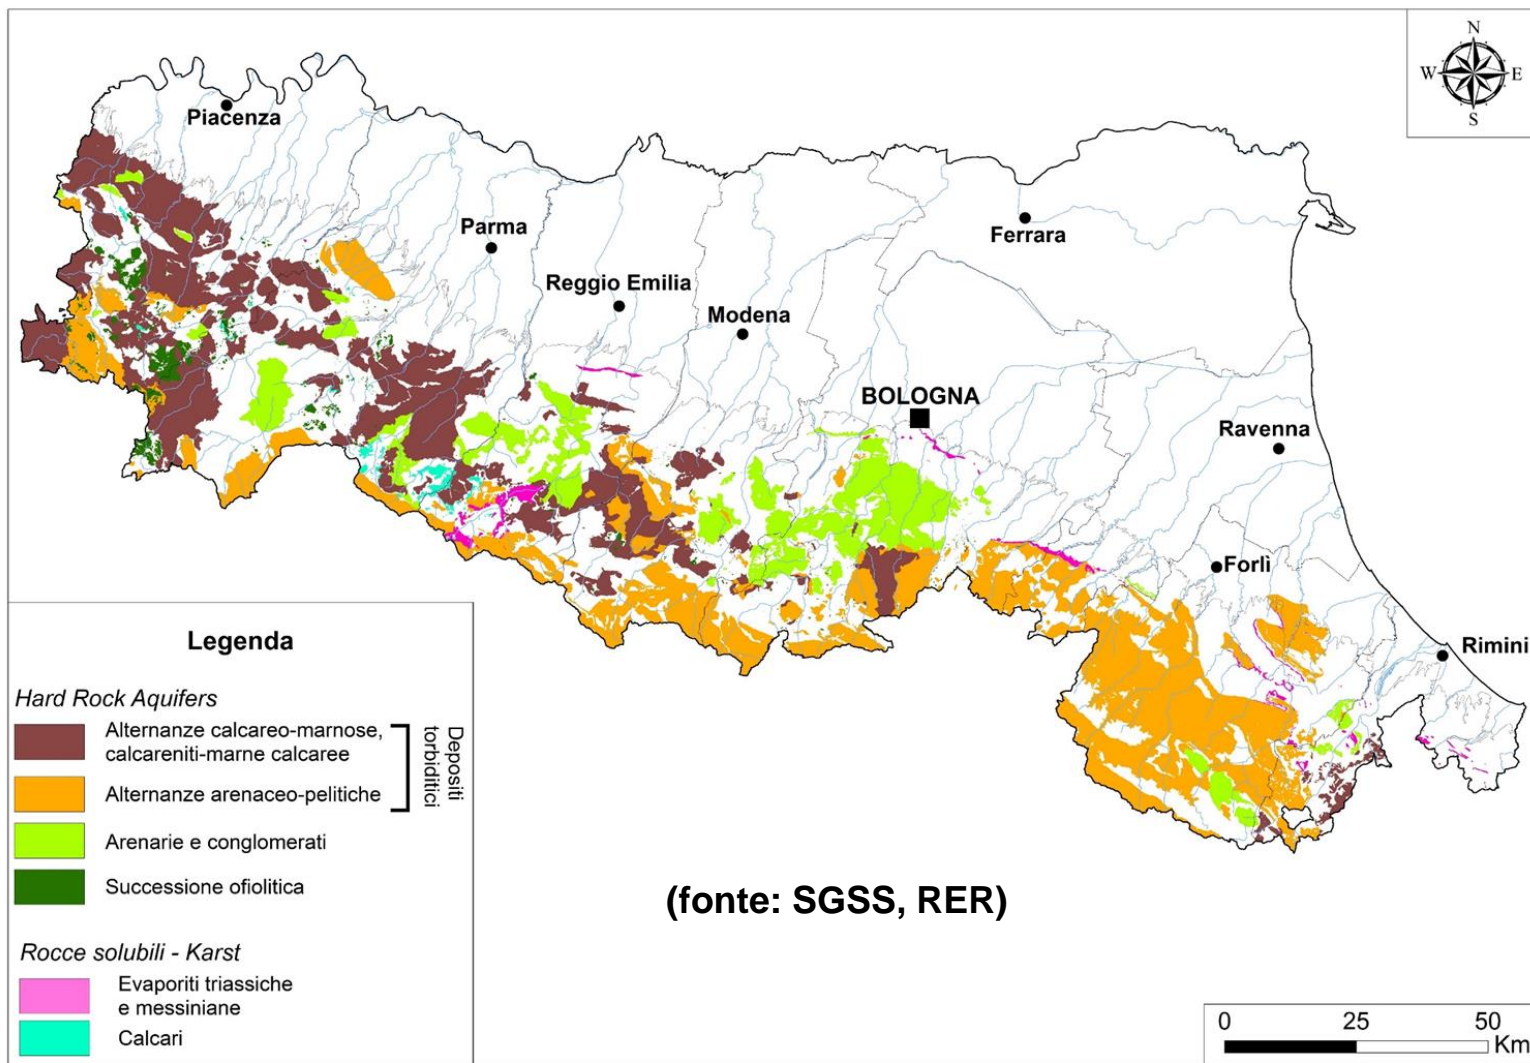 N
W E
S
Piacenza
Parma
Ferrara
Reggio Emilia
Modena
BOLOGNA
Ravenna
Forlì
Rimini
Legenda
Hard Rock Aquifers
Alternanze calcareo-marnose,
calcareniti-marne calcaree
Alternanze arenaceo-pelitiche
Depositi
torbiditici
Arenarie e conglomerati
Successione ofiolitica
Rocce solubili - Karst
Evaporiti triassiche
e messiniane
Calcari
(fonte: SGSS, RER)
0 25 50
Km